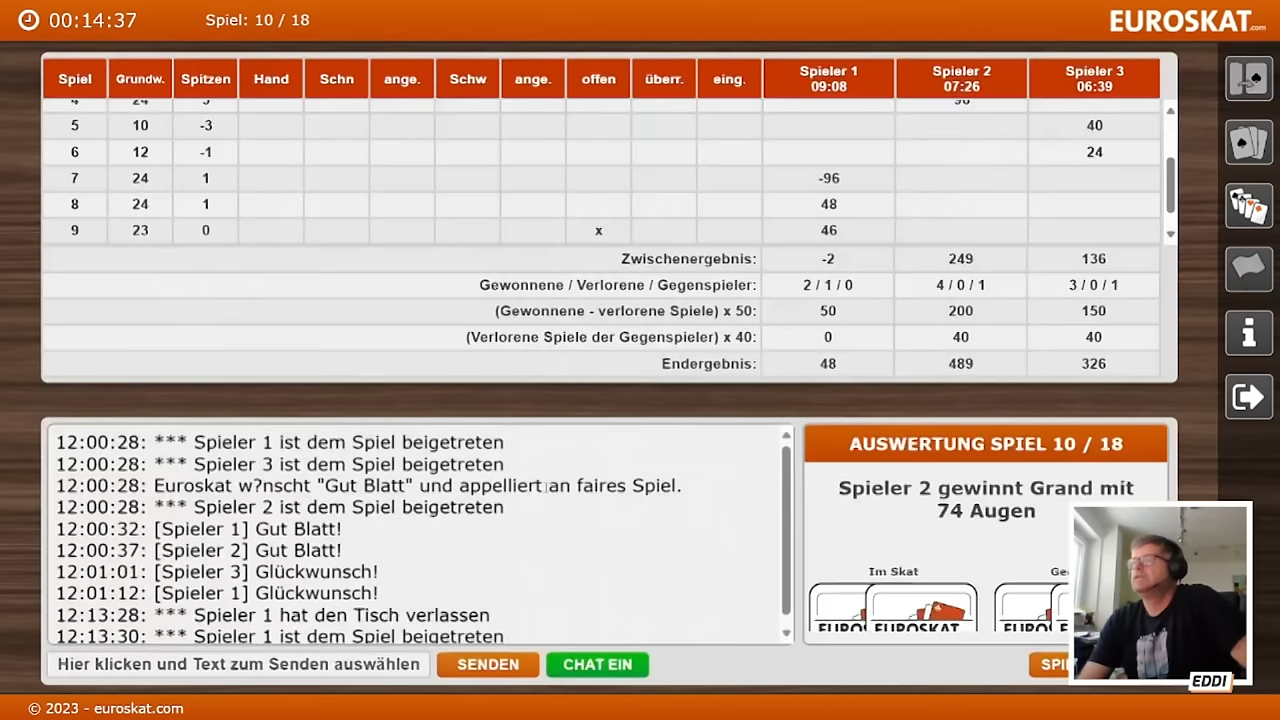 00:14:37 Spiel: 10 / 18 EUROSKAT.com
Spiel Grundw. Spitzen Hand Schn ange. Schw ange. offen überr. eing. Spieler 1 Spieler 2 Spieler 3
09:08 07:26 06:39
4 24 3 96
5 10 -3 40
6 12 -1 24
7 24 1 -96
8 24 1 48
9 23 0 x 46
Zwischenergebnis: -2 249 136
Gewonnene / Verlorene / Gegenspieler: 2 / 1 / 0 4 / 0 / 1 3 / 0 / 1
(Gewonnene - verlorene Spiele) x 50: 50 200 150
(Verlorene Spiele der Gegenspieler) x 40: 0 40 40
Endergebnis: 48 489 326
12:00:28: *** Spieler 1 ist dem Spiel beigetreten
12:00:28: *** Spieler 3 ist dem Spiel beigetreten
12:00:28: Euroskat w?nscht "Gut Blatt" und appelliert an faires Spiel.
12:00:28: *** Spieler 2 ist dem Spiel beigetreten
12:00:32: [Spieler 1] Gut Blatt!
12:00:37: [Spieler 2] Gut Blatt!
12:01:01: [Spieler 3] Glückwunsch!
12:01:12: [Spieler 1] Glückwunsch!
12:13:28: *** Spieler 1 hat den Tisch verlassen
12:13:30: *** Spieler 1 ist dem Spiel beigetreten
AUSWERTUNG SPIEL 10 / 18
Spieler 2 gewinnt Grand mit
74 Augen
Im Skat
EUROSKAT
Hier klicken und Text zum Senden auswählen SENDEN CHAT EIN
EDDI
© 2023 - euroskat.com